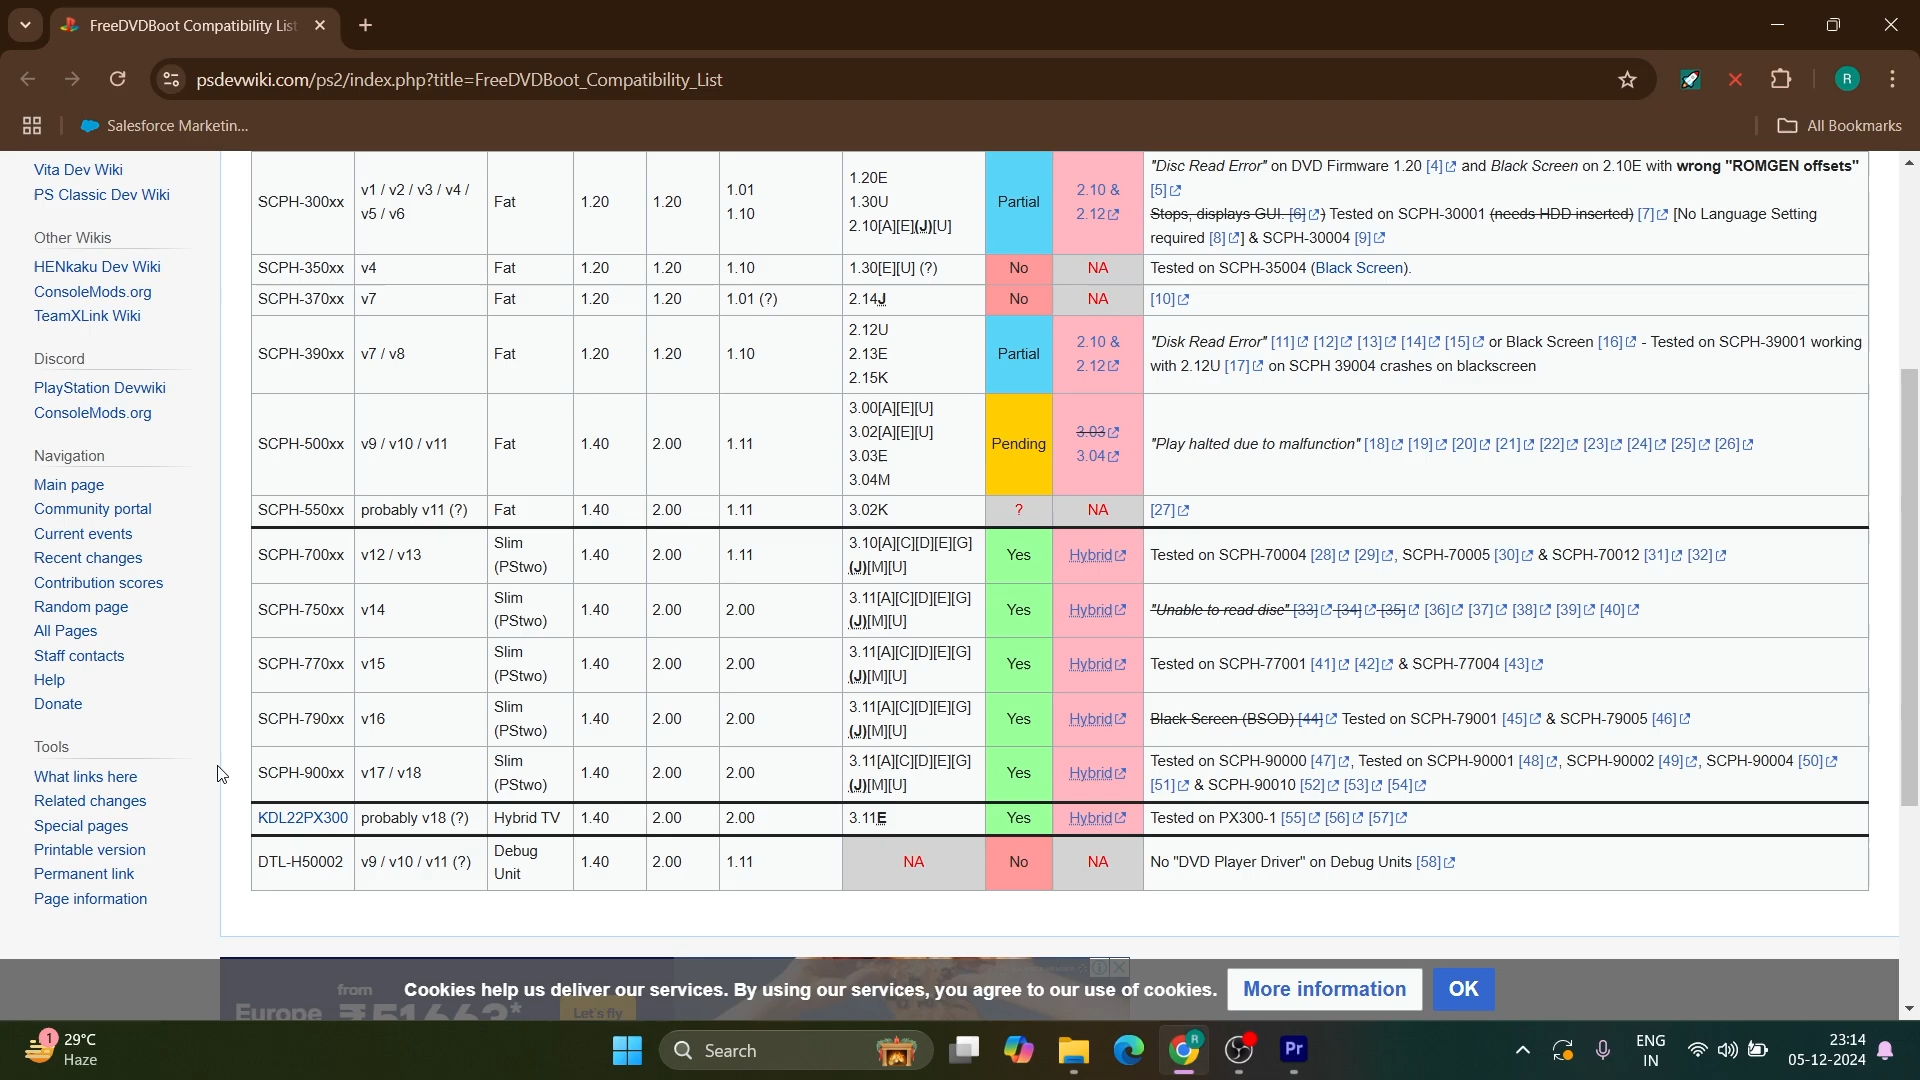 FreeDVDBoot Compatibility List
psdevwiki.com/ps2/index.php?title=FreeDVDBoot_Compatibility_List
R
Salesforce Marketin...
All Bookmarks
Vita Dev Wiki
PS Classic Dev Wiki
Other Wikis
HENkaku Dev Wiki
ConsoleMods.org
TeamXLink Wiki
Discord
PlayStation Devwiki
ConsoleMods.org
Navigation
Main page
Community portal
Current events
Recent changes
Contribution scores
Random page
All Pages
Staff contacts
Help
Donate
Tools
What links here
Related changes
Special pages
Printable version
Permanent link
Page information
SCPH-300xx
v1 / v2 / v3 / v4 /
v5 / v6
Fat
1.20
1.20
1.01
1.10
1.20E
1.30U
2.10[A][E](J)[U]
Partial
2.10 &
2.12
"Disc Read Error" on DVD Firmware 1.20 [4] and Black Screen on 2.10E with wrong "ROMGEN offsets"
[5]
Stops, displays GUI. [6]) Tested on SCPH-30001 (needs HDD inserted) [7] [No Language Setting
required [8]] & SCPH-30004 [9]
SCPH-350xx
v4
Fat
1.20
1.20
1.10
1.30[E][U] (?)
No
NA
Tested on SCPH-35004 (Black Screen).
SCPH-370xx
v7
Fat
1.20
1.20
1.01 (?)
2.14J
No
NA
[10]
SCPH-390xx
v7 / v8
Fat
1.20
1.20
1.10
2.12U
2.13E
2.15K
Partial
2.10 &
2.12
"Disk Read Error" [11] [12] [13] [14] [15] or Black Screen [16] - Tested on SCPH-39001 working
with 2.12U [17] on SCPH 39004 crashes on blackscreen
SCPH-500xx
v9 / v10 / v11
Fat
1.40
2.00
1.11
3.00[A][E][U]
3.02[A][E][U]
3.03E
3.04M
Pending
3.03
3.04
"Play halted due to malfunction" [18] [19] [20] [21] [22] [23] [24] [25] [26]
SCPH-550xx
probably v11 (?)
Fat
1.40
2.00
1.11
3.02K
?
NA
[27]
SCPH-700xx
v12 / v13
Slim
(PStwo)
1.40
2.00
1.11
3.10[A][C][D][E][G]
(J)[M][U]
Yes
Hybrid
Tested on SCPH-70004 [28] [29], SCPH-70005 [30] & SCPH-70012 [31] [32]
SCPH-750xx
v14
Slim
(PStwo)
1.40
2.00
2.00
3.11[A][C][D][E][G]
(J)[M][U]
Yes
Hybrid
"Unable to read disc" [33] [34] [35] [36] [37] [38] [39] [40]
SCPH-770xx
v15
Slim
(PStwo)
1.40
2.00
2.00
3.11[A][C][D][E][G]
(J)[M][U]
Yes
Hybrid
Tested on SCPH-77001 [41] [42] & SCPH-77004 [43]
SCPH-790xx
v16
Slim
(PStwo)
1.40
2.00
2.00
3.11[A][C][D][E][G]
(J)[M][U]
Yes
Hybrid
Black Screen (BSOD) [44] Tested on SCPH-79001 [45] & SCPH-79005 [46]
SCPH-900xx
v17 / v18
Slim
(PStwo)
1.40
2.00
2.00
3.11[A][C][D][E][G]
(J)[M][U]
Yes
Hybrid
Tested on SCPH-90000 [47], Tested on SCPH-90001 [48], SCPH-90002 [49], SCPH-90004 [50]
[51] & SCPH-90010 [52] [53] [54]
KDL22PX300
probably v18 (?)
Hybrid TV
1.40
2.00
2.00
3.11E
Yes
Hybrid
Tested on PX300-1 [55] [56] [57]
DTL-H50002
v9 / v10 / v11 (?)
Debug
Unit
1.40
2.00
1.11
NA
No
NA
No "DVD Player Driver" on Debug Units [58]
from
Europe
₹51663*
Let's fly
Cookies help us deliver our services. By using our services, you agree to our use of cookies.
More information
OK
1
29°C
Haze
Search
R
Pr
ENG
IN
23:14
05-12-2024